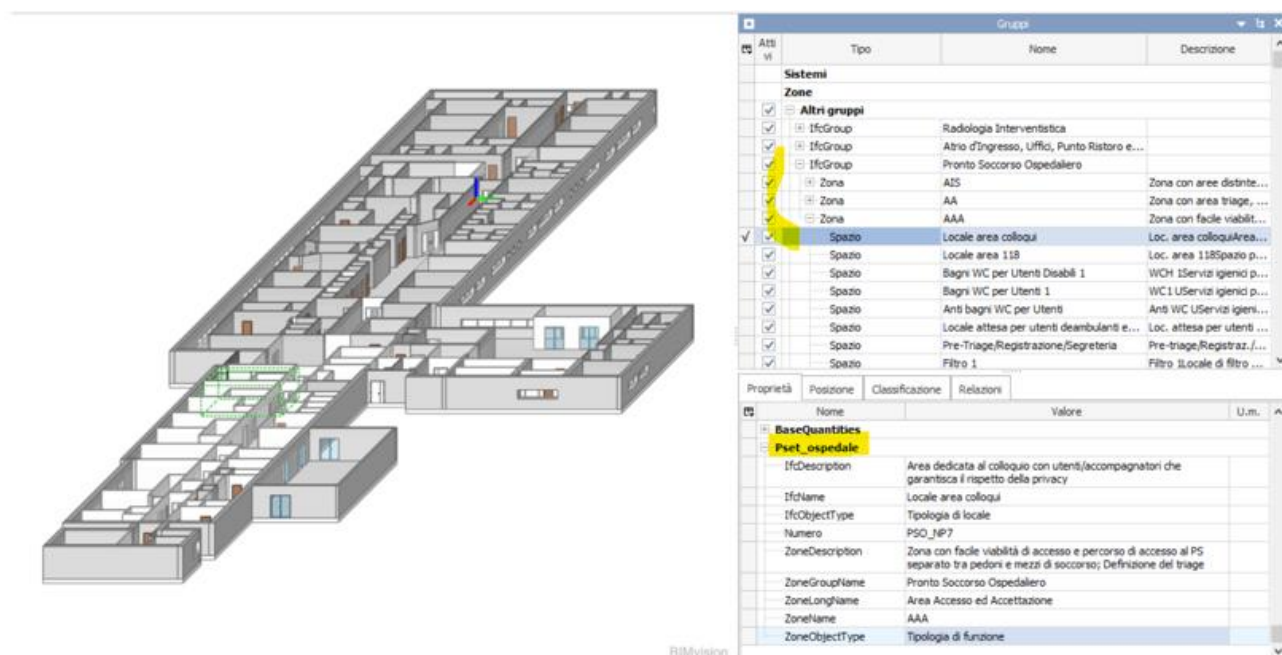 Gruppi
Atti vi Tipo Nome Descrizione
Sistemi
Zone
Altri gruppi
IfcGroup Radiologia Interventistica
IfcGroup Atrio d'Ingresso, Uffici, Punto Ristoro e...
IfcGroup Pronto Soccorso Ospedaliero
Zona AIS Zona con aree distinte...
Zona AA Zona con area triage, ...
Zona AAA Zona con facile viabilit...
Spazio Locale area colloqui Loc. area colloquiArea...
Spazio Locale area 118 Loc. area 118Spazio p...
Spazio Bagni WC per Utenti Disabili 1 WCH 1Servizi igienici p...
Spazio Bagni WC per Utenti 1 WC1 UServizi igienici p...
Spazio Anti bagni WC per Utenti Anti WC UServizi igieni...
Spazio Locale attesa per utenti deambulanti e... Loc. attesa per utenti ...
Spazio Pre-Triage/Registrazione/Segreteria Pre-triage/Registraz./...
Spazio Filtro 1 Filtro 1Locale di filtro ...
Proprietà Posizione Classificazione Relazioni
Nome Valore U.m.
BaseQuantities
Pset_ospedale
IfcDescription Area dedicata al colloquio con utenti/accompagnatori che
garantisca il rispetto della privacy
IfcName Locale area colloqui
IfcObjectType Tipologia di locale
Numero PSO_NP7
ZoneDescription Zona con facile viabilità di accesso e percorso di accesso al PS
separato tra pedoni e mezzi di soccorso; Definizione del triage
ZoneGroupName Pronto Soccorso Ospedaliero
ZoneLongName Area Accesso ed Accettazione
ZoneName AAA
ZoneObjectType Tipologia di funzione
BIMvision